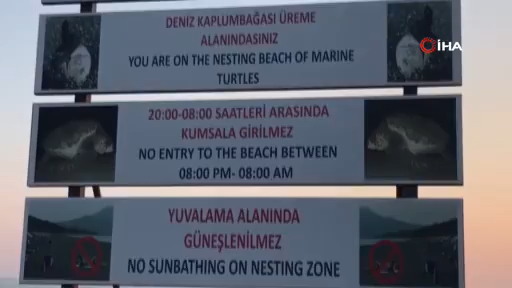 DENİZ KAPLUMBAĞASI ÜREME
ALANINDASINIZ
YOU ARE ON THE NESTING BEACH OF MARINE
TURTLES
İHA
20:00-08:00 SAATLERİ ARASINDA
KUMSALA GİRİLMEZ
NO ENTRY TO THE BEACH BETWEEN
08:00 PM- 08:00 AM
YUVALAMA ALANINDA
GÜNEŞLENİLMEZ
NO SUNBATHING ON NESTING ZONE